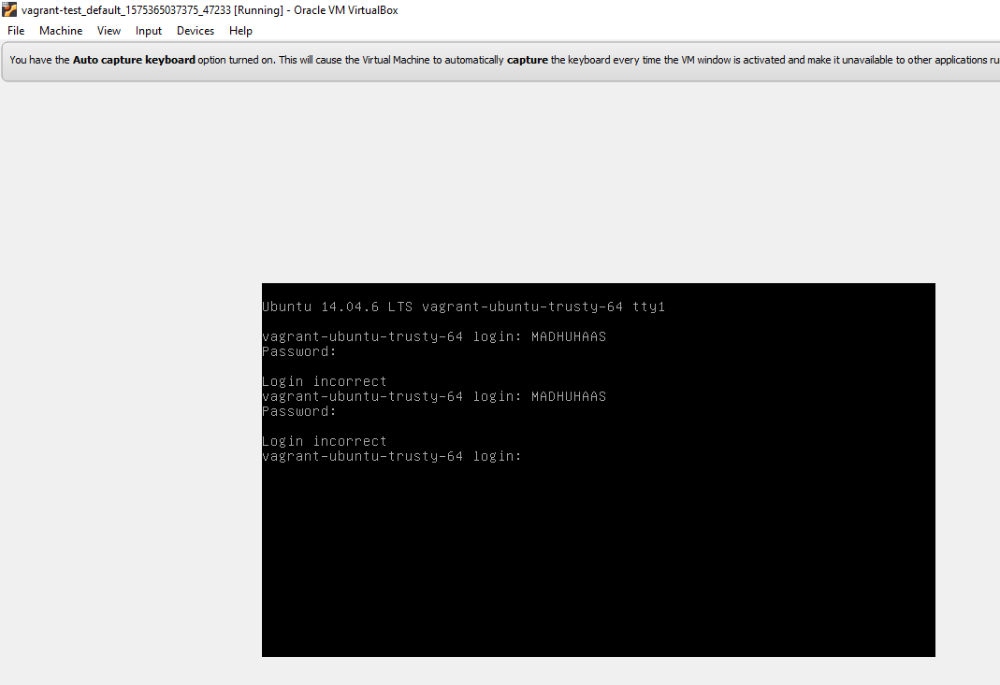 vagrant-test_default_1575365037375_47233 [Running] - Oracle VM VirtualBox
File Machine View Input Devices Help
You have the Auto capture keyboard option turned on. This will cause the Virtual Machine to automatically capture the keyboard every time the VM window is activated and make it unavailable to other applications ru
Ubuntu 14.04.6 LTS vagrant-ubuntu-trusty-64 tty1
vagrant-ubuntu-trusty-64 login: MADHUHAAS
Password:
Login incorrect
vagrant-ubuntu-trusty-64 login: MADHUHAAS
Password:
Login incorrect
vagrant-ubuntu-trusty-64 login: